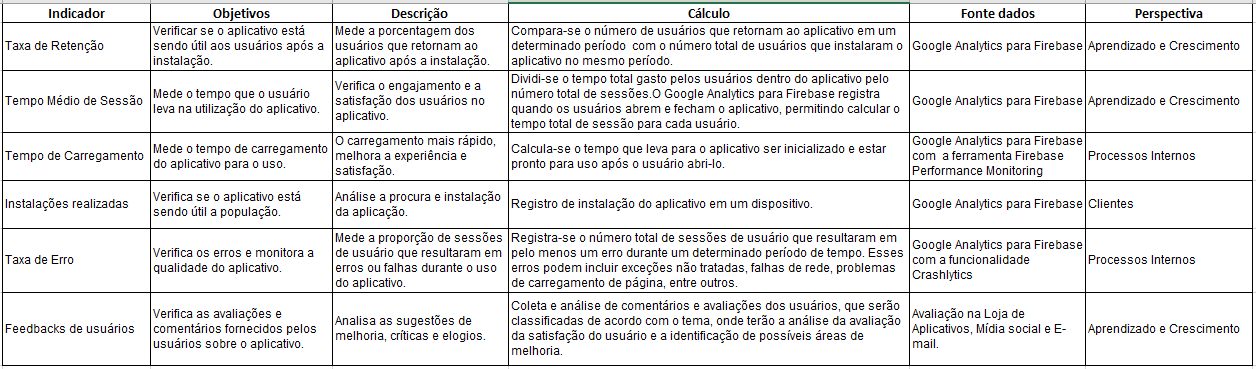 Indicador
Objetivos
Descrição
Cálculo
Fonte dados
Perspectiva
Taxa de Retenção
Verificar se o aplicativo está
sendo útil aos usuários após a
instalação.
Mede a porcentagem dos
usuários que retornam ao
aplicativo após a instalação.
Compara-se o número de usuários que retornam ao aplicativo em um
determinado período com o número total de usuários que instalaram o
aplicativo no mesmo período.
Google Analytics para Firebase
Aprendizado e Crescimento
Tempo Médio de Sessão
Mede o tempo que o usuário
leva na utilização do aplicativo.
Verifica o engajamento e a
satisfação dos usuários no
aplicativo.
Dividi-se o tempo total gasto pelos usuários dentro do aplicativo pelo
número total de sessões.O Google Analytics para Firebase registra
quando os usuários abrem e fecham o aplicativo, permitindo calcular o
tempo total de sessão para cada usuário.
Google Analytics para Firebase
Aprendizado e Crescimento
Tempo de Carregamento
Mede o tempo de carregamento
do aplicativo para o uso.
O carregamento mais rápido,
melhora a experiência e
satisfação.
Calcula-se o tempo que leva para o aplicativo ser inicializado e estar
pronto para uso após o usuário abri-lo.
Google Analytics para Firebase
com a ferramenta Firebase
Performance Monitoring
Processos Internos
Instalações realizadas
Verifica se o aplicativo está
sendo útil a população.
Análise a procura e instalação
da aplicação.
Registro de instalação do aplicativo em um dispositivo.
Google Analytics para Firebase
Clientes
Taxa de Erro
Verifica os erros e monitora a
qualidade do aplicativo.
Mede a proporção de sessões
de usuário que resultaram em
erros ou falhas durante o uso
do aplicativo.
Registra-se o número total de sessões de usuário que resultaram em
pelo menos um erro durante um determinado período de tempo. Esses
erros podem incluir exceções não tratadas, falhas de rede, problemas
de carregamento de página, entre outros.
Google Analytics para Firebase
com a funcionalidade
Crashlytics
Processos Internos
Feedbacks de usuários
Verifica as avaliações e
comentários fornecidos pelos
usuários sobre o aplicativo.
Analisa as sugestões de
melhoria, críticas e elogios.
Coleta e análise de comentários e avaliações dos usuários, que serão
classificadas de acordo com o tema, onde terão a análise da avaliação
da satisfação do usuário e a identificação de possíveis áreas de
melhoria.
Avaliação na Loja de
Aplicativos, Mídia social e E-
mail.
Aprendizado e Crescimento